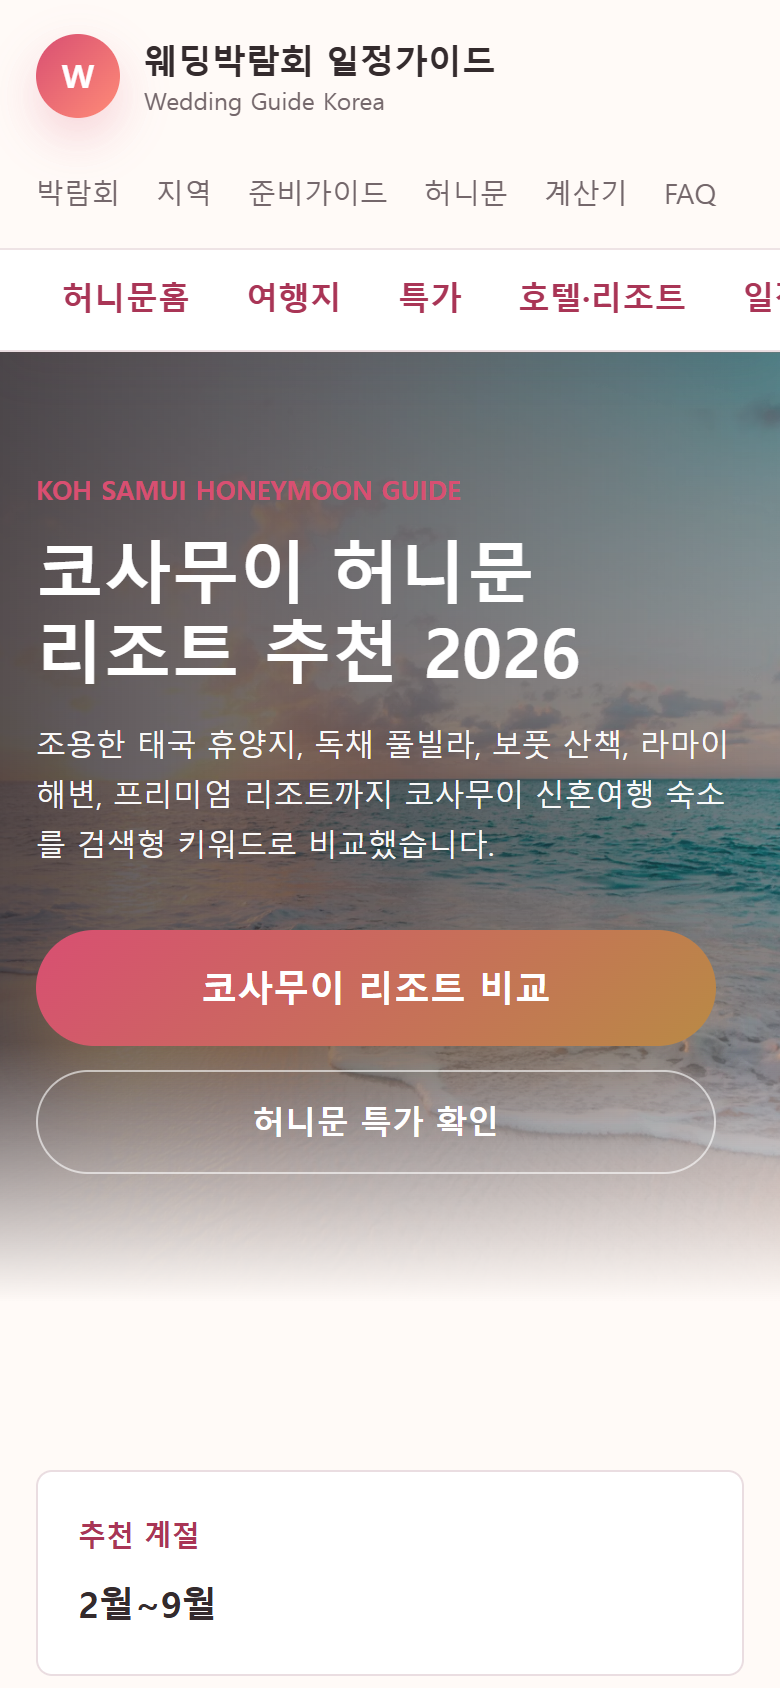 W
웨딩박람회 일정가이드
Wedding Guide Korea
박람회 지역 준비가이드 허니문 계산기 FAQ
허니문홈 여행지 특가 호텔·리조트
KOH SAMUI HONEYMOON GUIDE
코사무이 허니문
리조트 추천 2026
조용한 태국 휴양지, 독채 풀빌라, 보풋 산책, 라마이
해변, 프리미엄 리조트까지 코사무이 신혼여행 숙소
를 검색형 키워드로 비교했습니다.
코사무이 리조트 비교
허니문 특가 확인
추천 계절
2월~9월